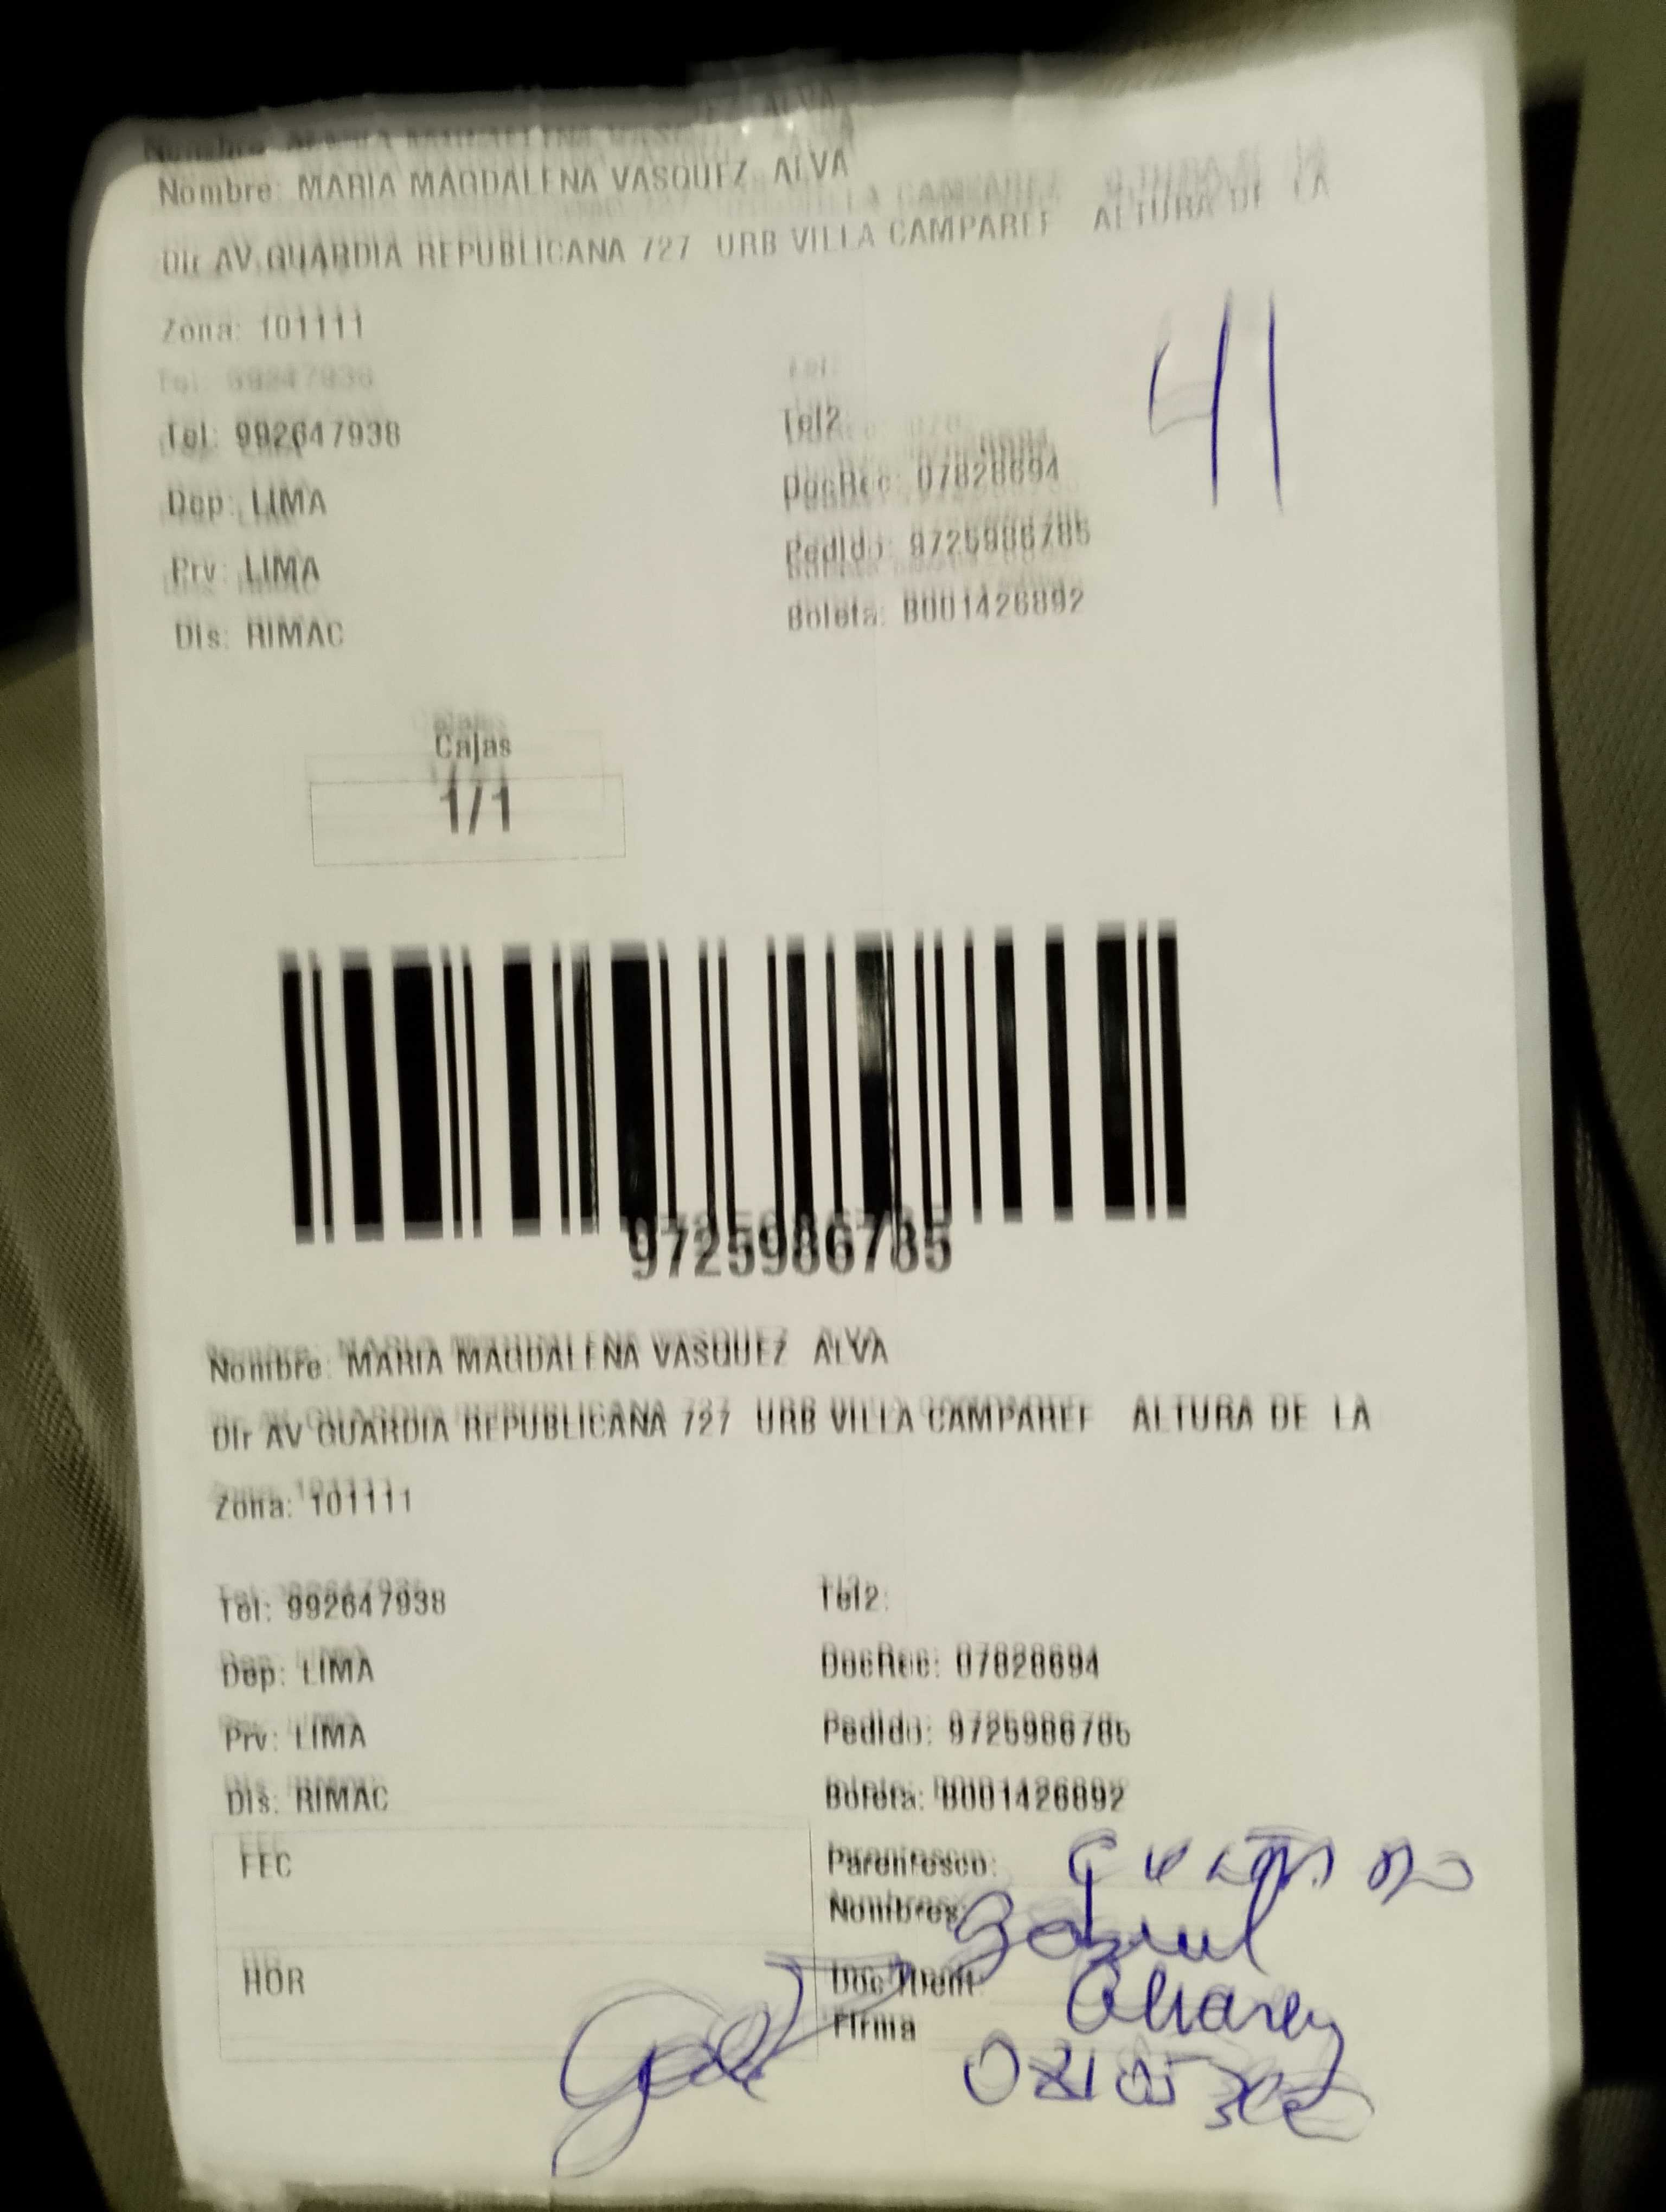 Nombre: MARIA MAGDALENA VASQUEZ ALVA
Dir AV GUARDIA REPUBLICANA 727 URB VILLA CAMPAREE ALTURA DE LA
Zona: 101111
Tel: 992647938
Tel2:
Dep: LIMA
DocRec: 07828694
Prv: LIMA
Pedido: 9725986785
Dis: RIMAC
Boleta: B001426892
41
Cajas
1/1
9725986785
Nombre: MARIA MAGDALENA VASQUEZ ALVA
Dir AV GUARDIA REPUBLICANA 727 URB VILLA CAMPAREE ALTURA DE LA
Zona: 101111
Tel: 992647938
Tel2:
Dep: LIMA
DocRec: 07828694
Prv: LIMA
Pedido: 9725986785
Dis: RIMAC
Boleta: B001426892
FEC
Parentesco:
Nombres:
HOR
Doc Ident:
Alvarez
Firma